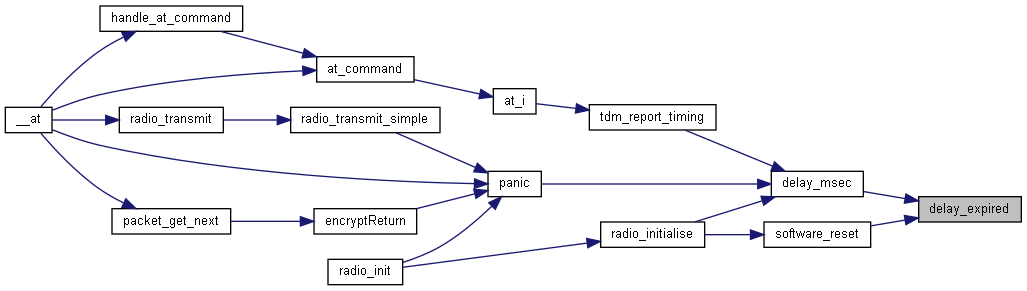 handle_at_command
at_command
at_i
__at
radio_transmit
radio_transmit_simple
tdm_report_timing
panic
delay_msec
delay_expired
packet_get_next
encryptReturn
radio_initialise
software_reset
radio_init